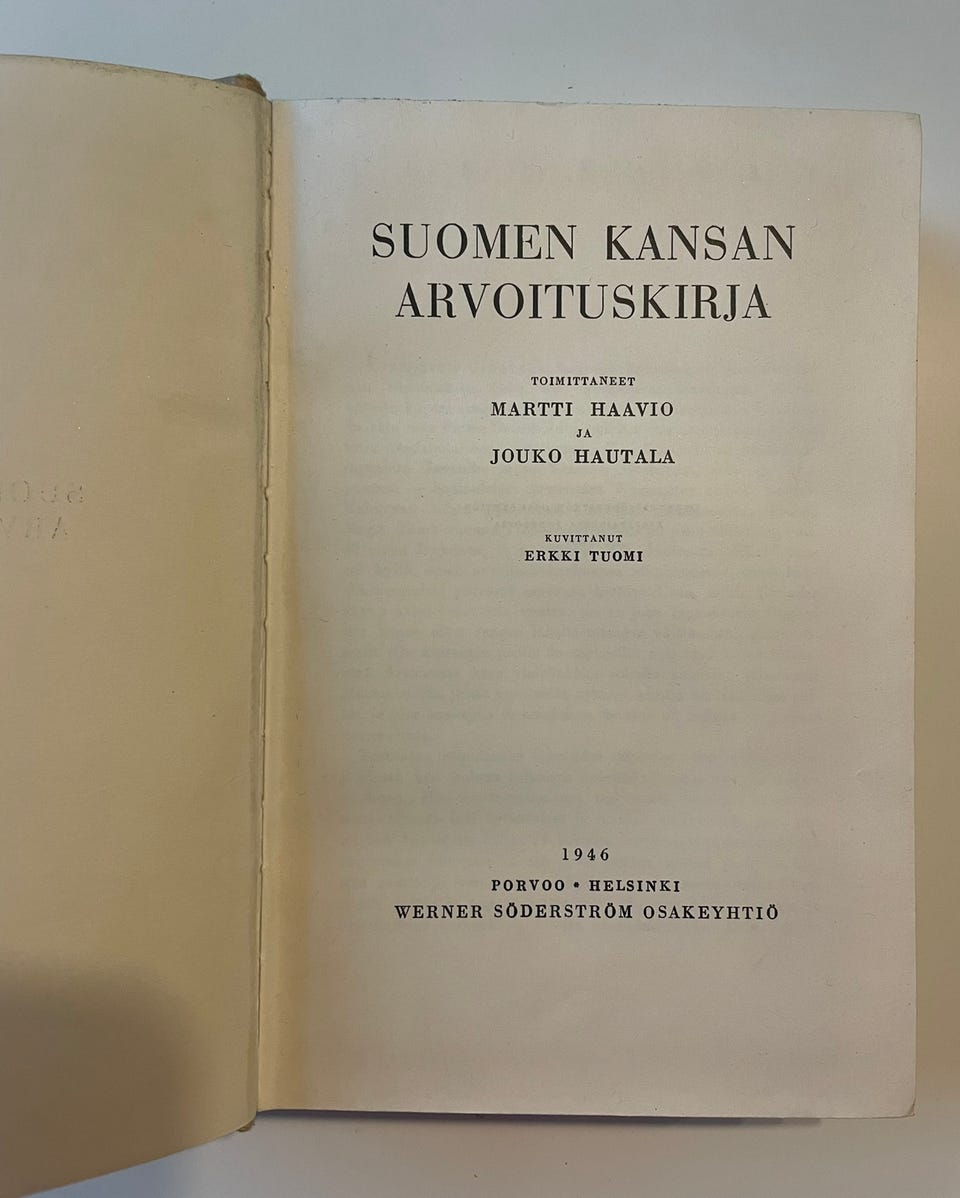 SUOMEN KANSAN
ARVOITUSKIRJA
TOIMITTANEET
MARTTI HAAVIO
JA
JOUKO HAUTALA
KUVITTANUT
ERKKI TUOMI
1946
PORVOO • HELSINKI
WERNER SÖDERSTRÖM OSAKEYHTIÖ